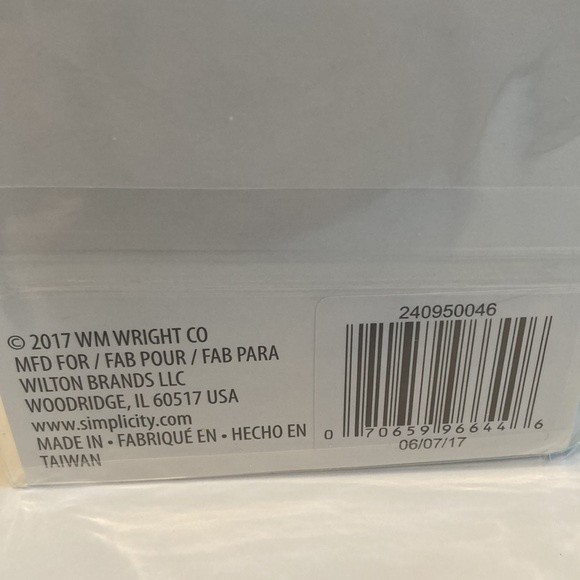 © 2017 WM WRIGHT CO
MFD FOR / FAB POUR / FAB PARA
WILTON BRANDS LLC
WOODRIDGE, IL 60517 USA
www.simplicity.com
MADE IN • FABRIQUÉ EN • HECHO EN
TAIWAN
240950046
0 70659 96644 6
06/07/17